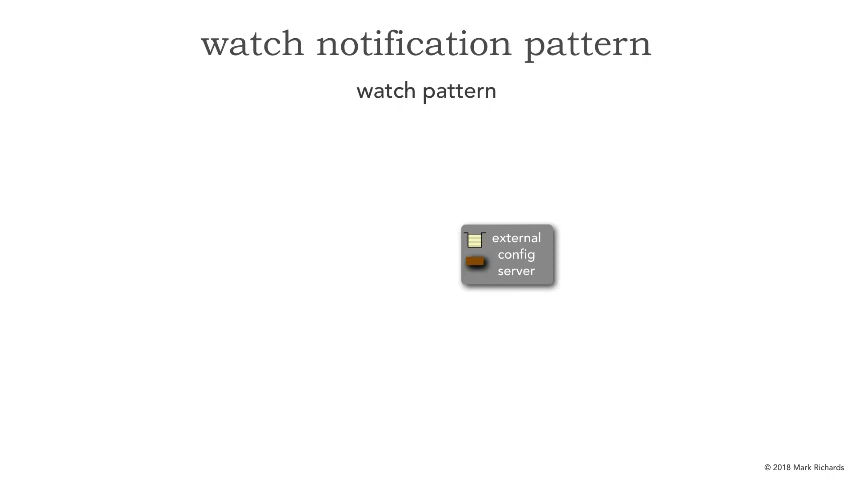 watch notification pattern
watch pattern
external
config
server
© 2018 Mark Richards